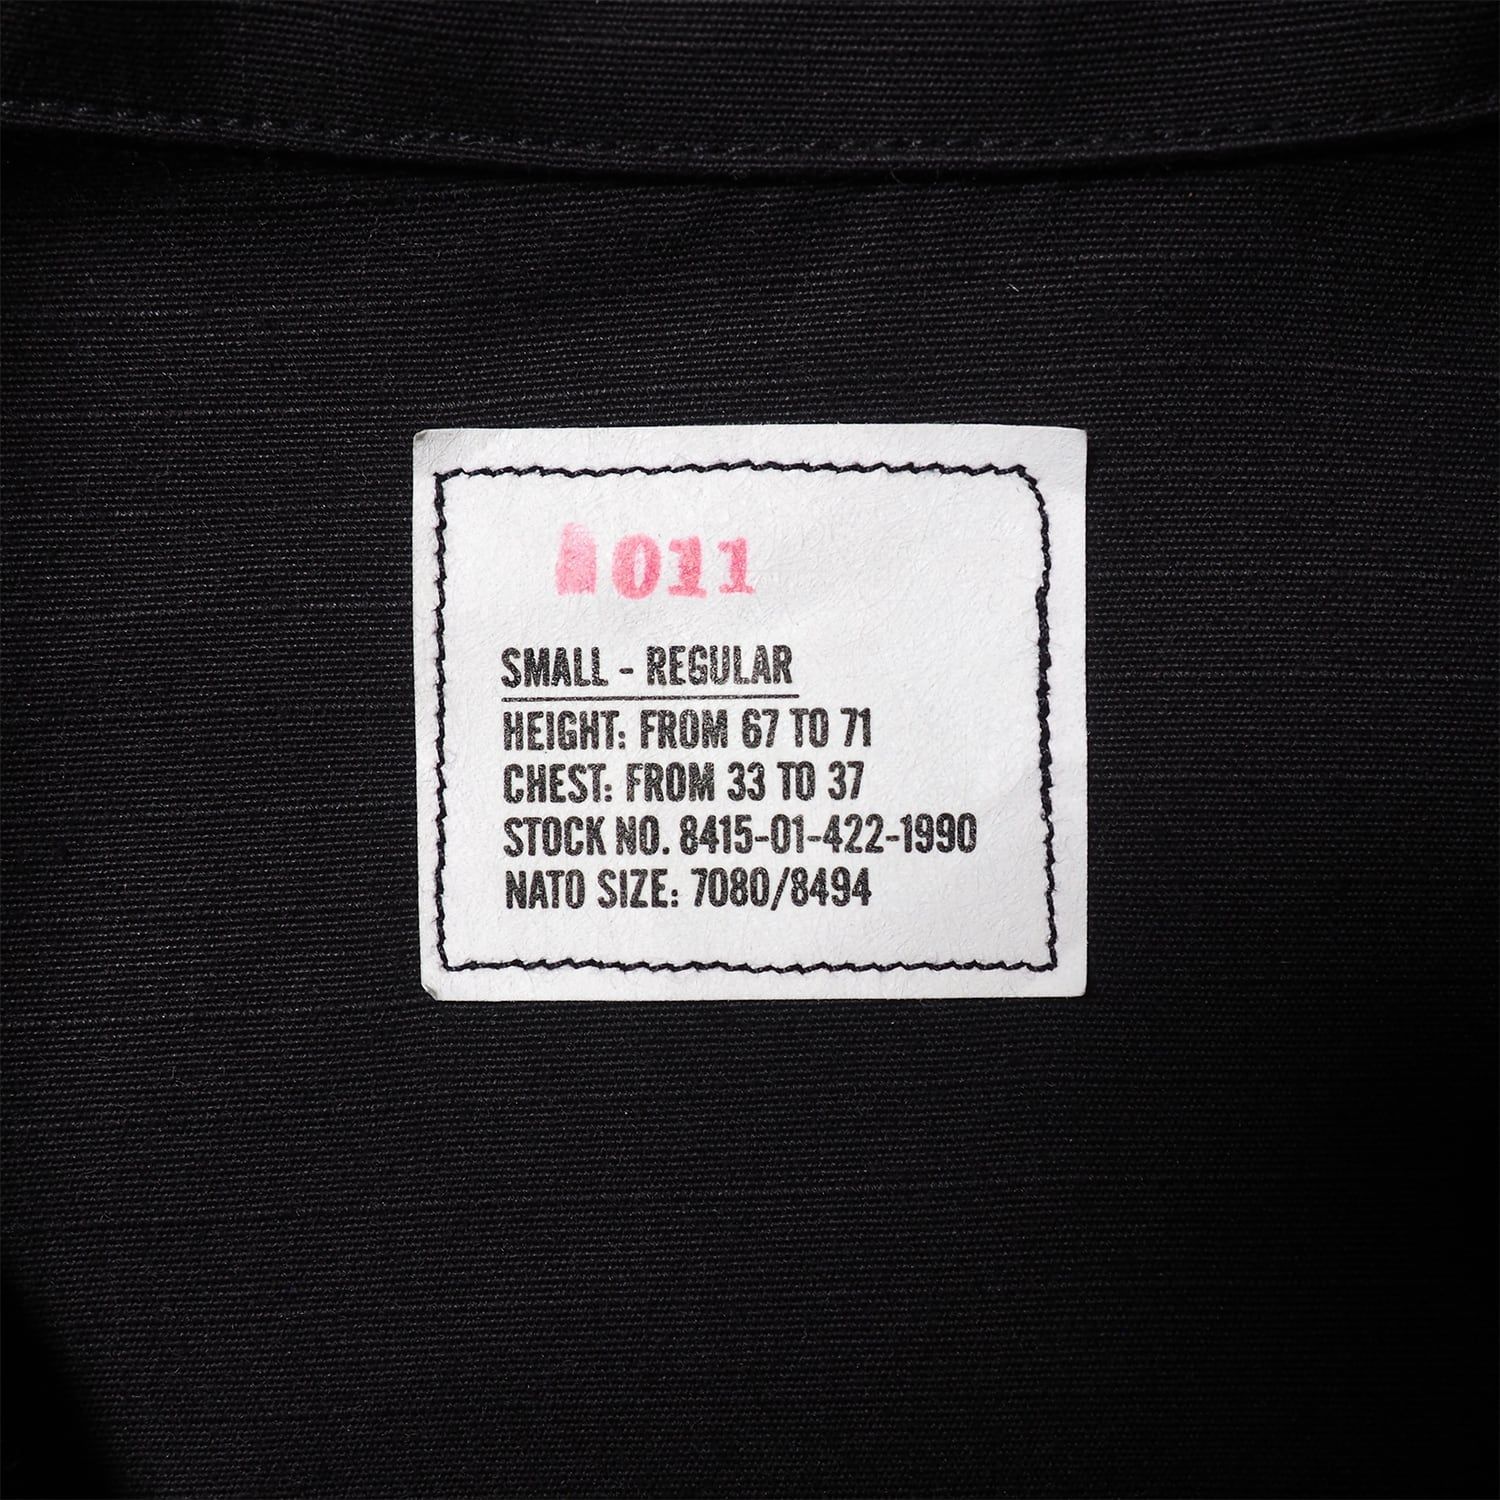 011
SMALL - REGULAR
HEIGHT: FROM 67 TO 71
CHEST: FROM 33 TO 37
STOCK NO. 8415-01-422-1990
NATO SIZE: 7080/8494